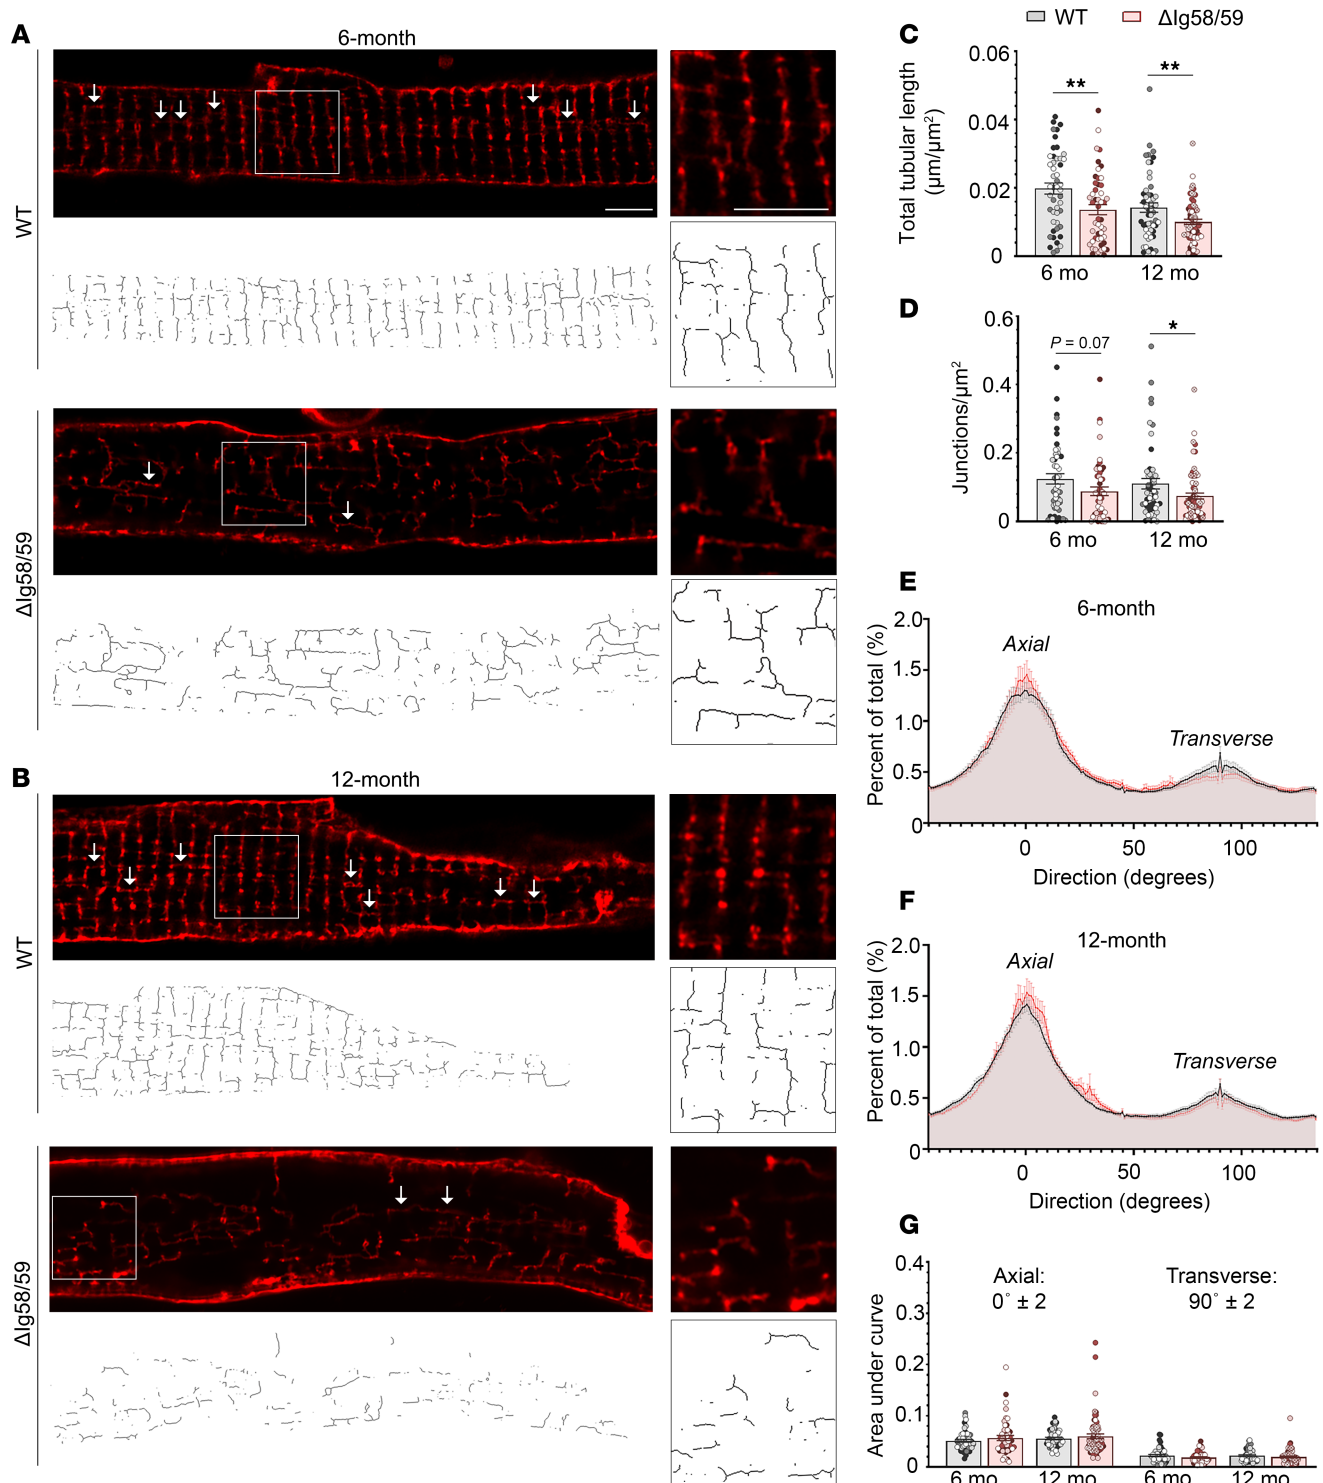 A
6-month
WT
ΔIg58/59
B
12-month
WT
ΔIg58/59
WT ΔIg58/59
C
Total tubular length
(µm/µm²)
0.06
0.04
0.02
0
**
**
6 mo 12 mo
D
Junctions/µm²
0.6
0.4
0.2
0
P = 0.07
*
6 mo 12 mo
E
6-month
Percent of total (%)
2.0
1.5
1.0
0.5
0
Axial
Transverse
0 50 100
Direction (degrees)
F
12-month
Percent of total (%)
2.0
1.5
1.0
0.5
0
Axial
Transverse
0 50 100
Direction (degrees)
G
Area under curve
0.4
0.3
0.2
0.1
0
Axial:
0° ± 2
Transverse:
90° ± 2
6 mo 12 mo 6 mo 12 mo